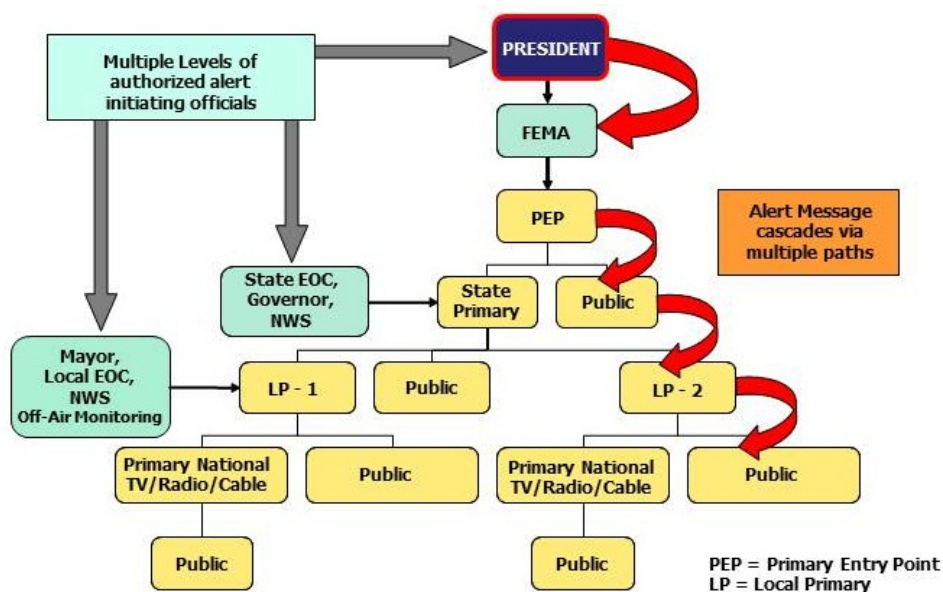 Multiple Levels of
authorized alert
initiating officials
PRESIDENT
FEMA
PEP
Alert Message
cascades via
multiple paths
State EOC,
Governor,
NWS
State
Primary
Public
Mayor,
Local EOC,
NWS
Off-Air Monitoring
LP - 1
Public
LP - 2
Primary National
TV/Radio/Cable
Public
Primary National
TV/Radio/Cable
Public
Public
Public
PEP = Primary Entry Point
LP = Local Primary